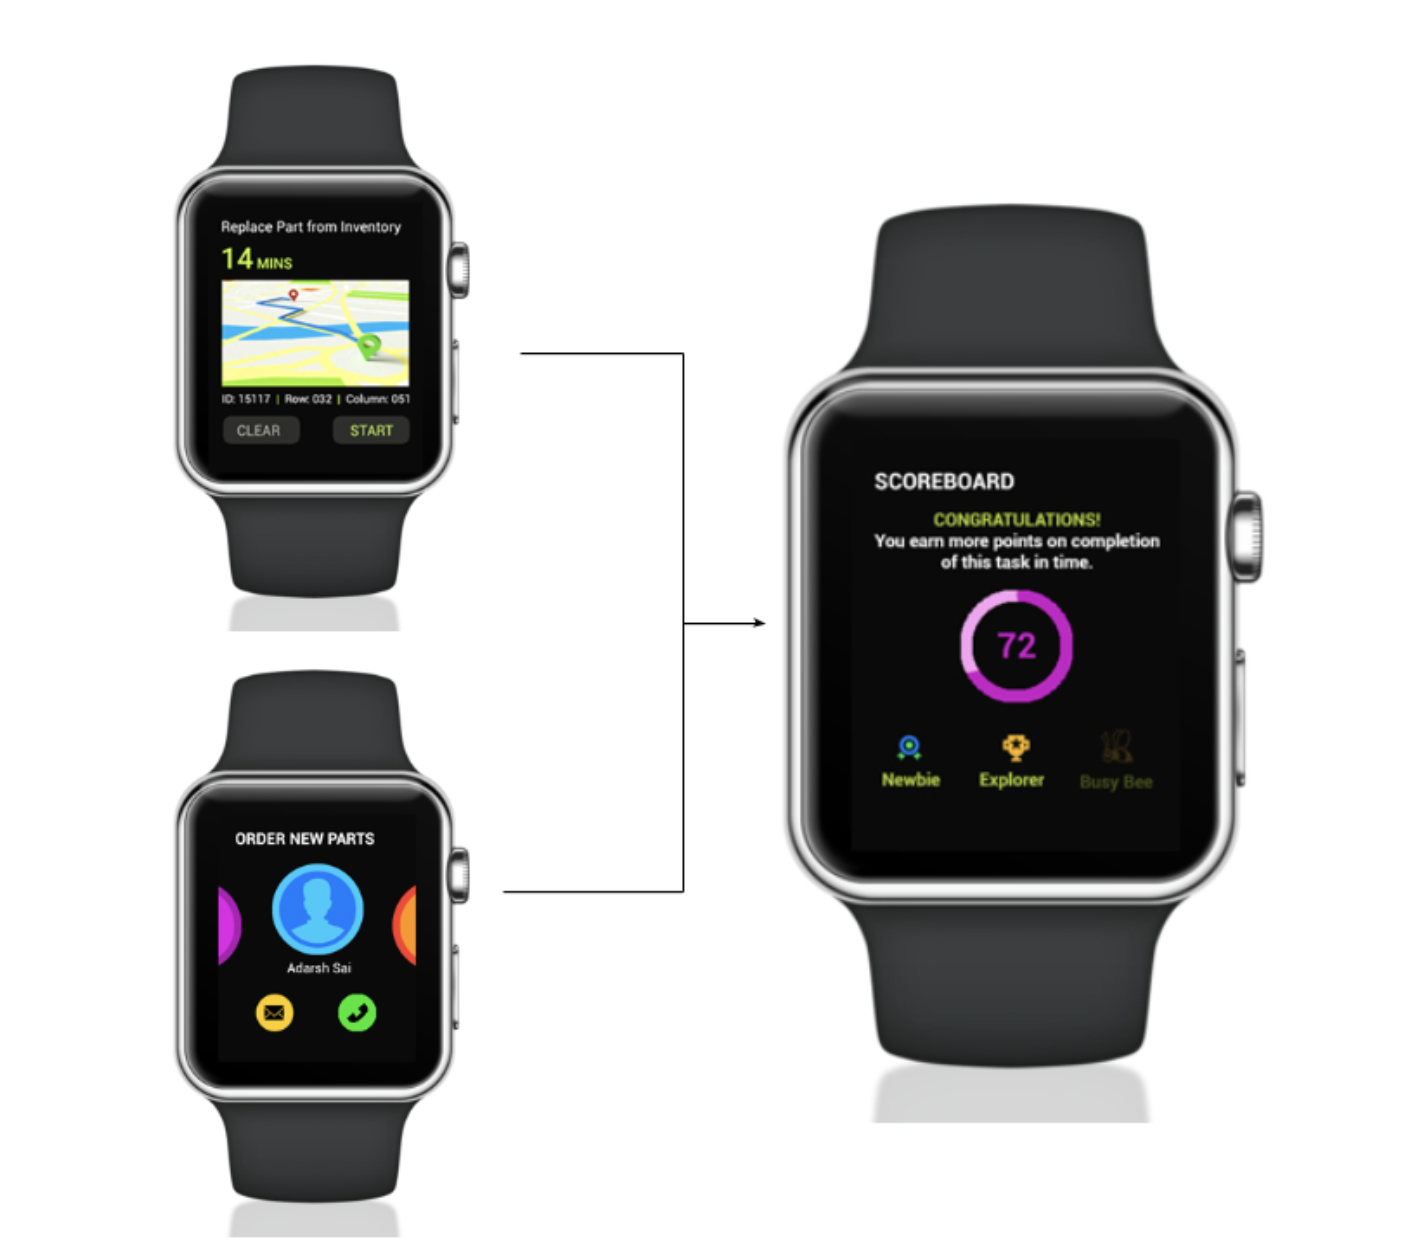 Replace Part from Inventory
14 MINS
ID: 15117 | Row: 032 | Column: 051
CLEAR
START
ORDER NEW PARTS
Adarsh Sai
SCOREBOARD
CONGRATULATIONS!
You earn more points on completion
of this task in time.
72
Newbie
Explorer
Busy Bee